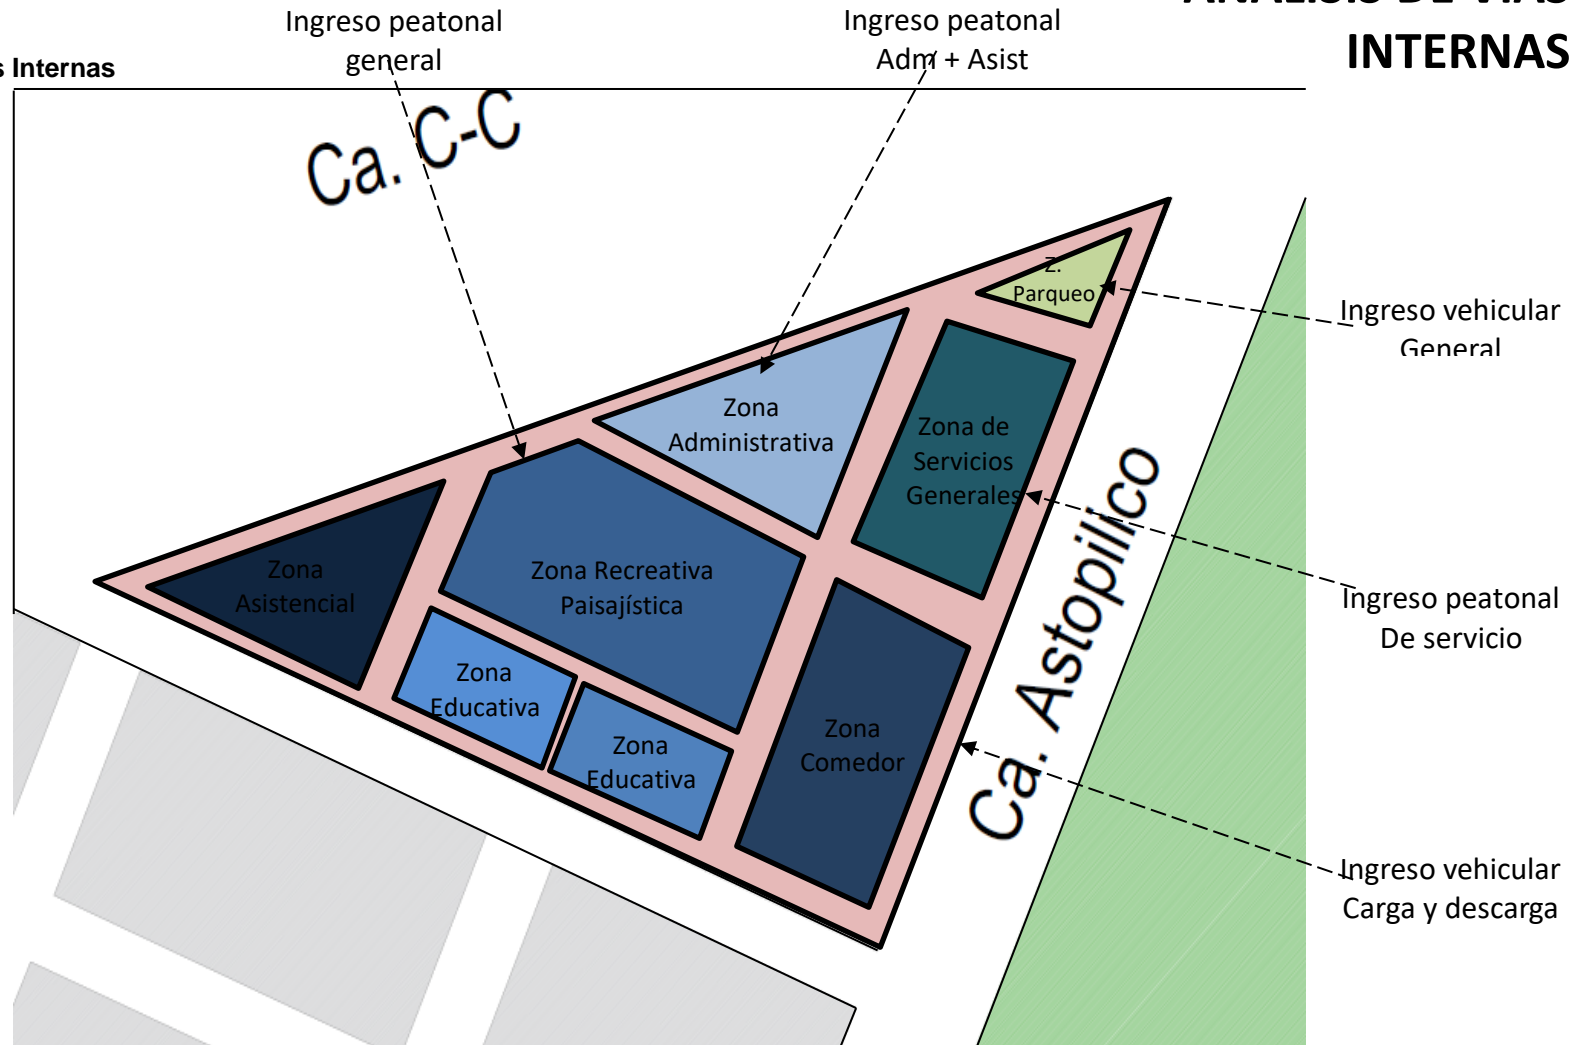 INTERNAS
Internas
Ingreso peatonal
general
Ingreso peatonal
Adm + Asist
Ca. C-C
Z.
Parqueo
Ingreso vehicular
General
Zona
Administrativa
Zona de
Servicios
Generales
Zona
Asistencial
Zona Recreativa
Paisajística
Ca. Astopilico
Ingreso peatonal
De servicio
Zona
Educativa
Zona
Educativa
Zona
Comedor
Ingreso vehicular
Carga y descarga